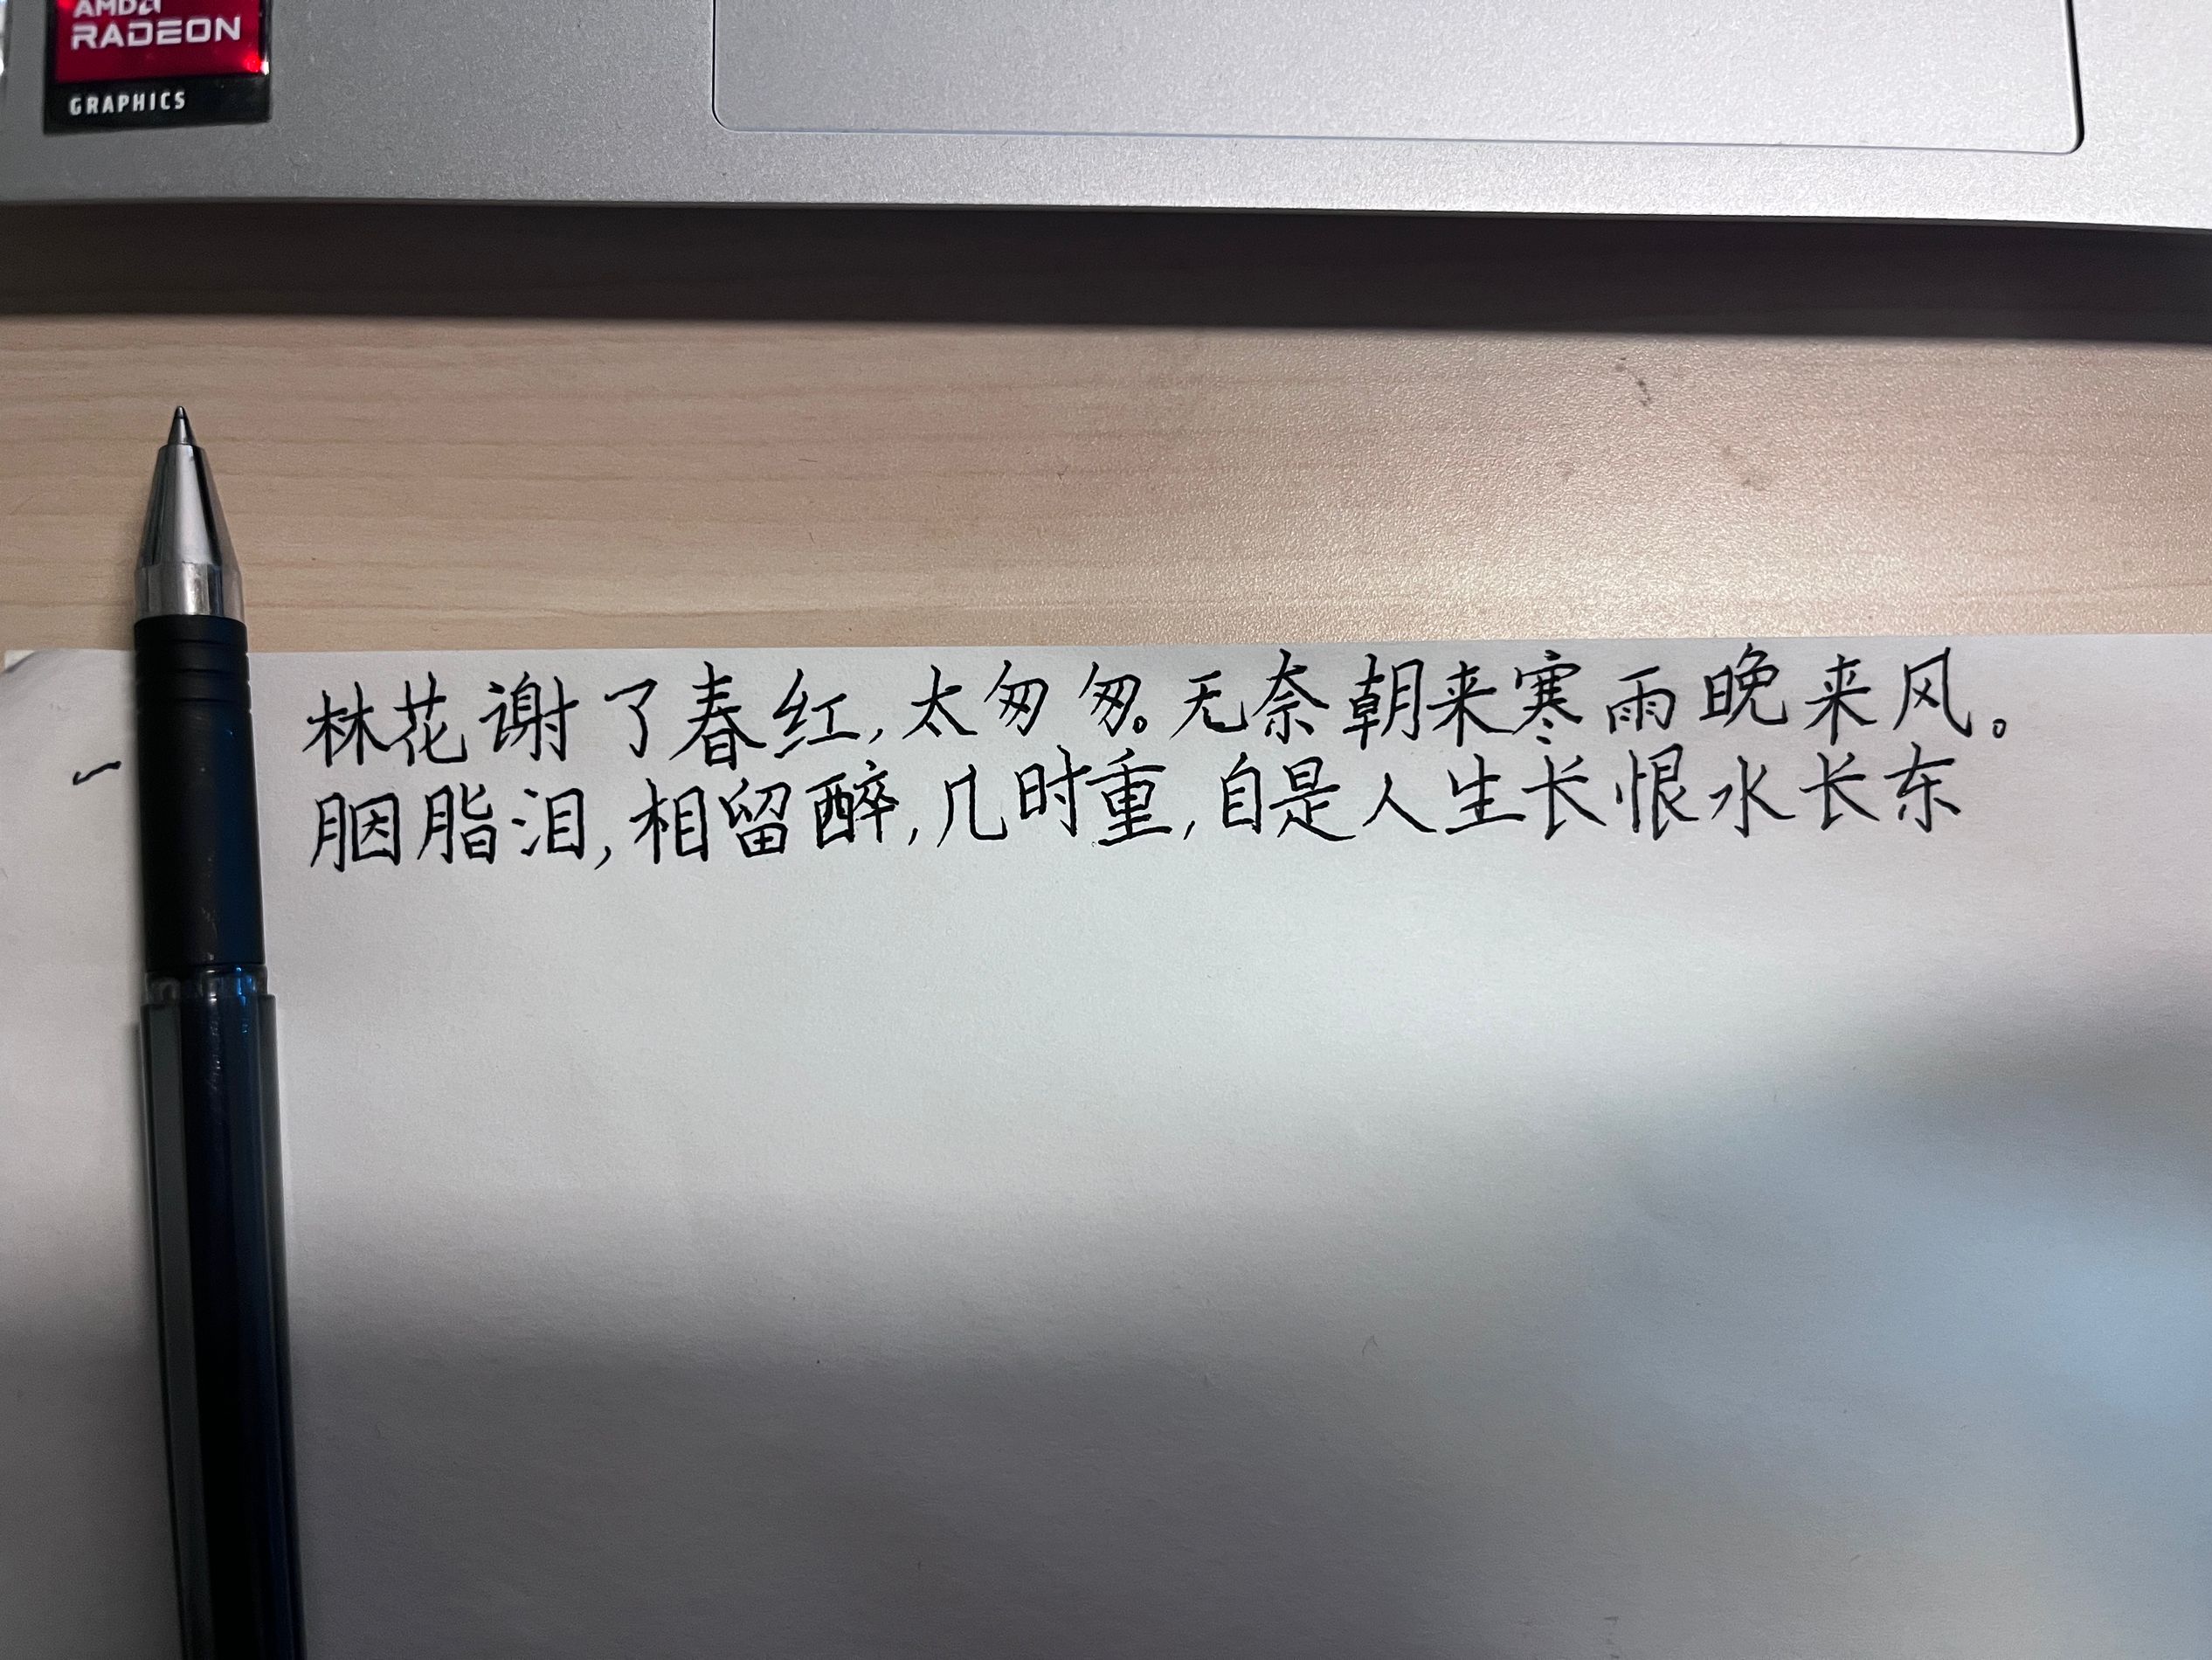 AMD
RADEON
GRAPHICS
林花谢了春红,太匆匆。无奈朝来寒雨晚来风。
胭脂泪,相留醉,几时重,自是人生长恨水长东